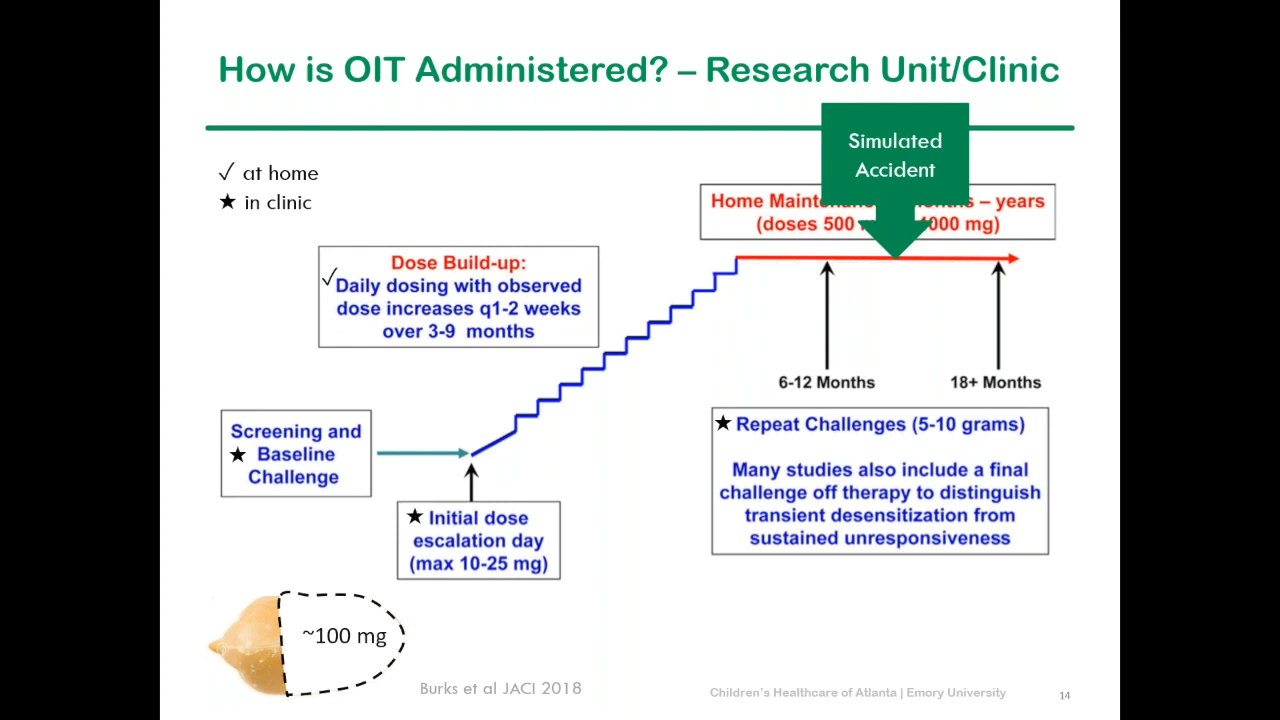 How is OIT Administered? – Research Unit/Clinic
Simulated
Accident
✓ at home
★ in clinic
Home – years
(doses 500 000 mg)
Dose Build-up:
✓ Daily dosing with observed
dose increases q1-2 weeks
over 3-9 months
6-12 Months
18+ Months
Screening and
★ Baseline
Challenge
★ Repeat Challenges (5-10 grams)
Many studies also include a final
challenge off therapy to distinguish
transient desensitization from
sustained unresponsiveness
★ Initial dose
escalation day
(max 10-25 mg)
~100 mg
Burks et al JACI 2018
Children's Healthcare of Atlanta | Emory University
14